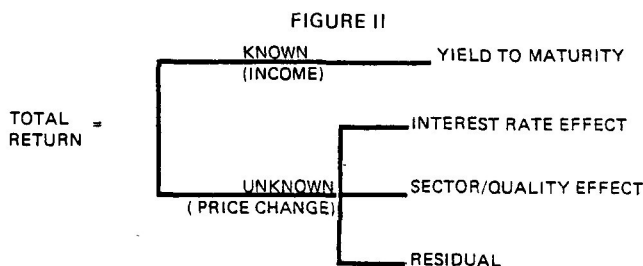 FIGURE II
KNOWN
(INCOME)
YIELD TO MATURITY
TOTAL
RETURN =
INTEREST RATE EFFECT
UNKNOWN
( PRICE CHANGE)
SECTOR/QUALITY EFFECT
RESIDUAL